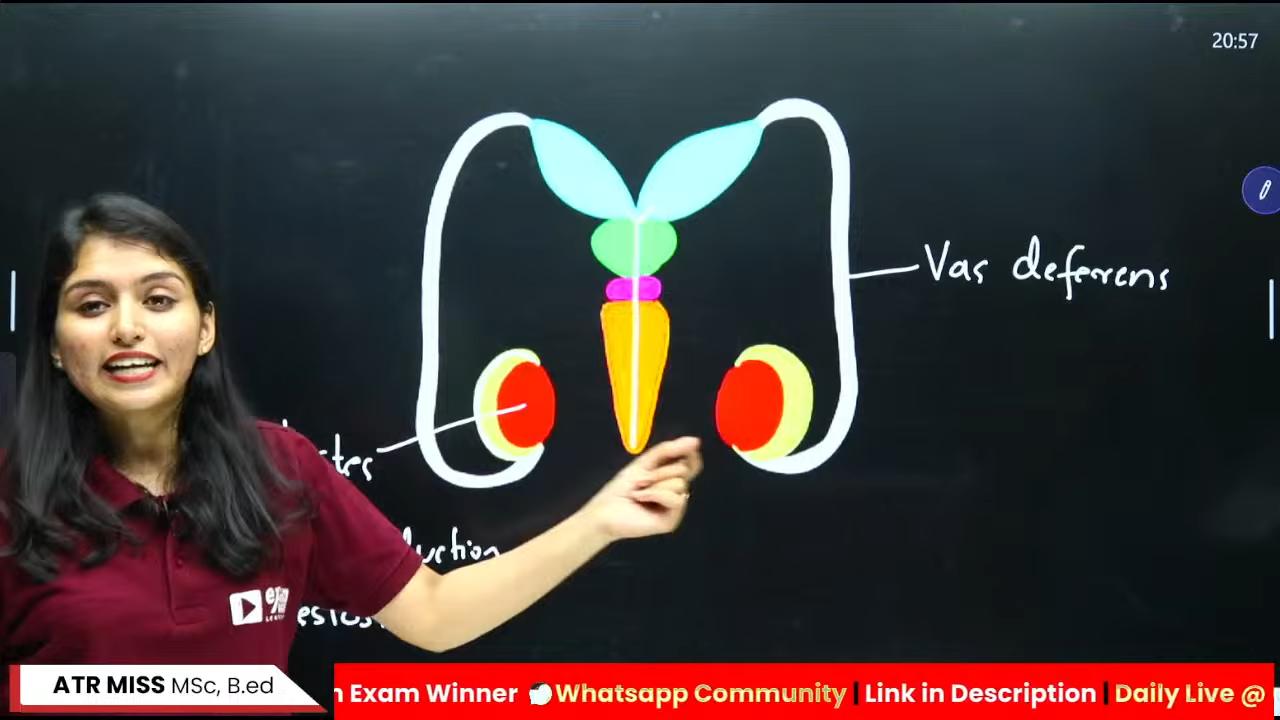 20:57
Vas deferens
ATR MISS MSc, B.ed
Exam Winner Whatsapp Community | Link in Description | Daily Live @